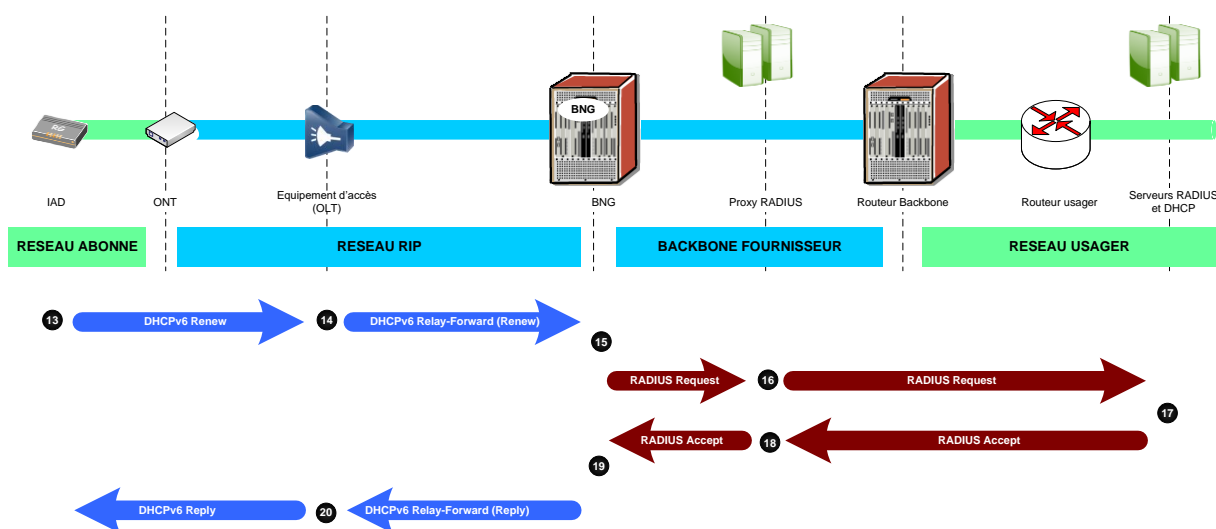 RG
BNG
IAD
ONT
Equipement d'accès
(OLT)
BNG
Proxy RADIUS
Routeur Backbone
Routeur usager
Serveurs RADIUS
et DHCP
RESEAU ABONNE
RESEAU RIP
BACKBONE FOURNISSEUR
RESEAU USAGER
13
DHCPv6 Renew
14
DHCPv6 Relay-Forward (Renew)
15
RADIUS Request
16
RADIUS Request
17
RADIUS Accept
18
RADIUS Accept
19
DHCPv6 Reply
20
DHCPv6 Relay-Forward (Reply)